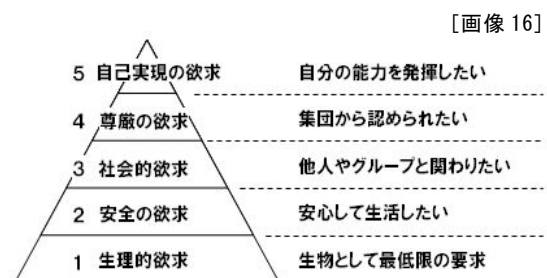 [画像 16]
5 自己実現の欲求 自分の能力を発揮したい
4 尊厳の欲求 集団から認められたい
3 社会的欲求 他人やグループと関わりたい
2 安全の欲求 安心して生活したい
1 生理的欲求 生物として最低限の要求